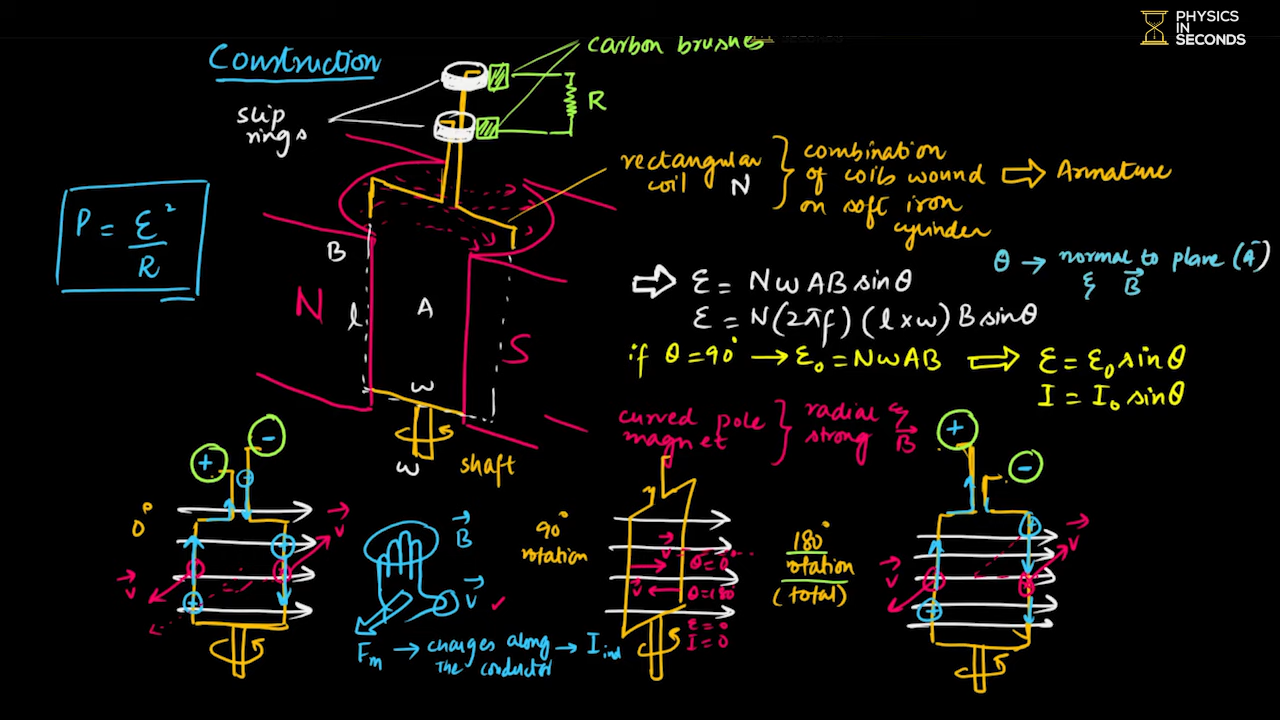 PHYSICS
IN
SECONDS
Construction
carbon brushes
slip
rings
R
rectangular
coil N
combination
of coils wound
on soft iron
cylinder
Armature
P = ε²/R
B
N
l
A
S
w
ω
shaft
θ → normal to plane (A⃗)
& B⃗
ε = NωAB sinθ
ε = N(2πf)(l×w) B sinθ
if θ=90° → ε₀=NωAB ⇒ ε = ε₀ sinθ
I = I₀ sinθ
curved pole
magnet
radial &
strong B⃗
+
-
0°
v⃗
v⃗
B⃗
v⃗
Fm → charges along → I ind
the conductor
90°
rotation
v⃗
θ=0°
v⃗
θ=180°
ε=0
I=0
180°
rotation
(total)
+
-
v⃗
v⃗